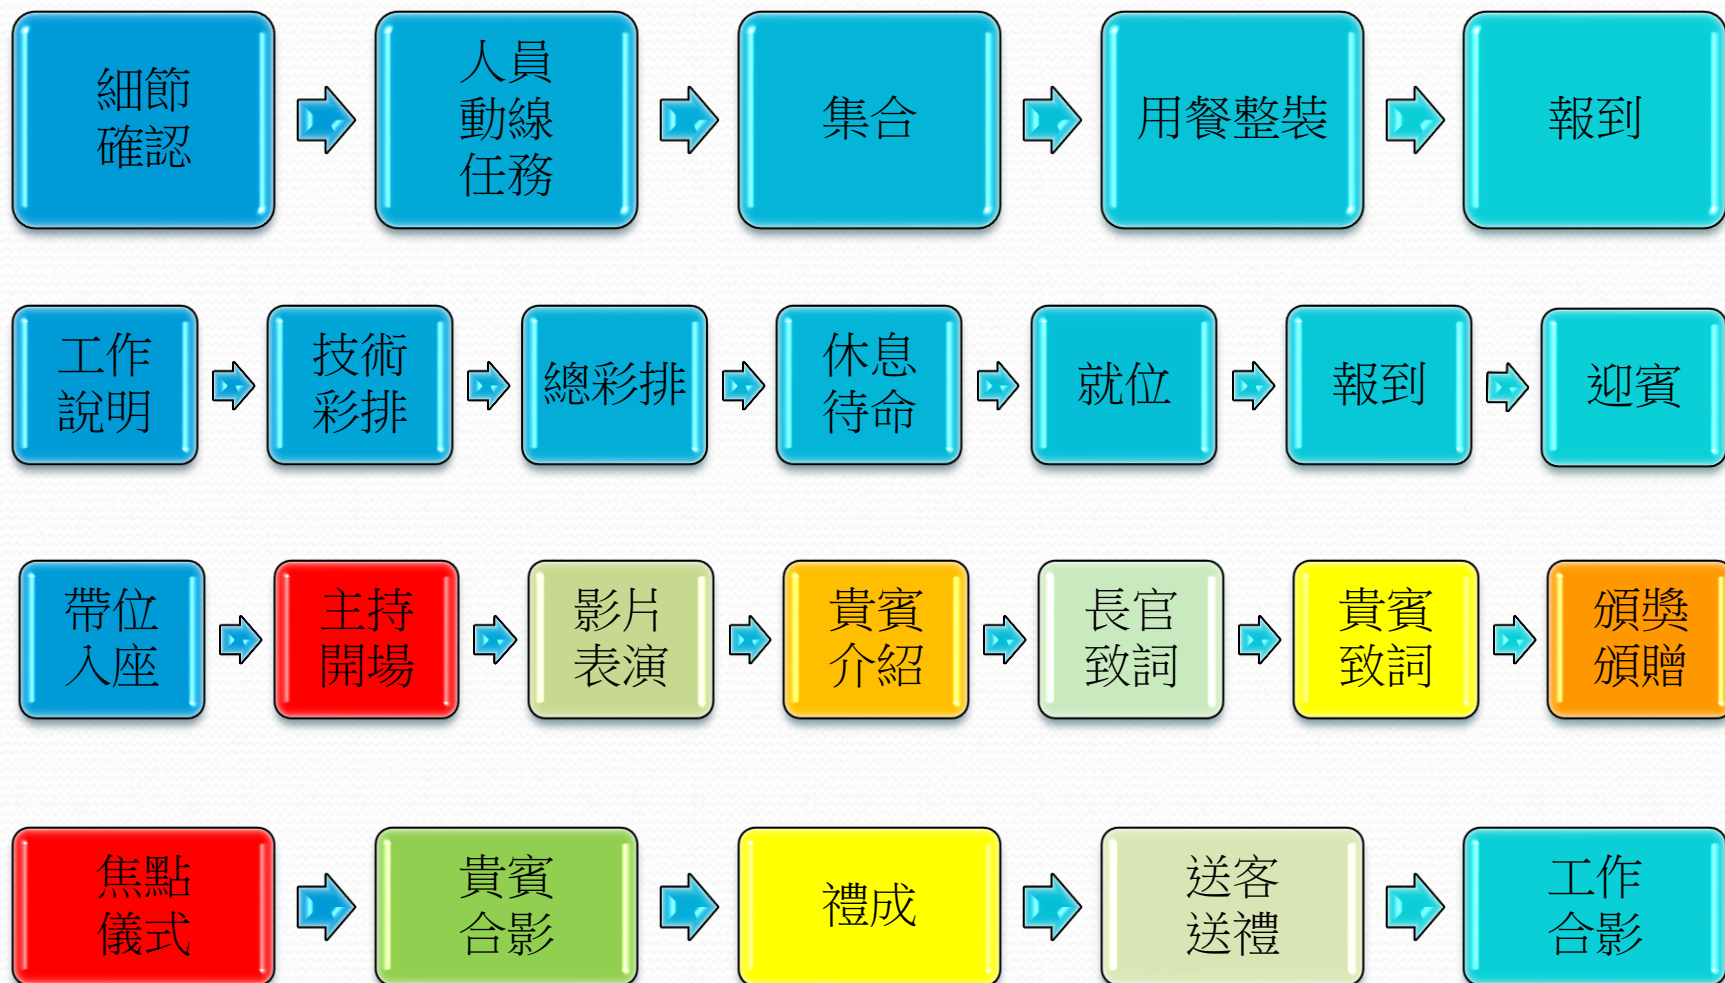 細節
確認
人員
動線
任務
集合
用餐整裝
報到
工作
說明
技術
彩排
總彩排
休息
待命
就位
報到
迎賓
帶位
入座
主持
開場
影片
表演
貴賓
介紹
長官
致詞
貴賓
致詞
頒獎
頒贈
焦點
儀式
貴賓
合影
禮成
送客
送禮
工作
合影